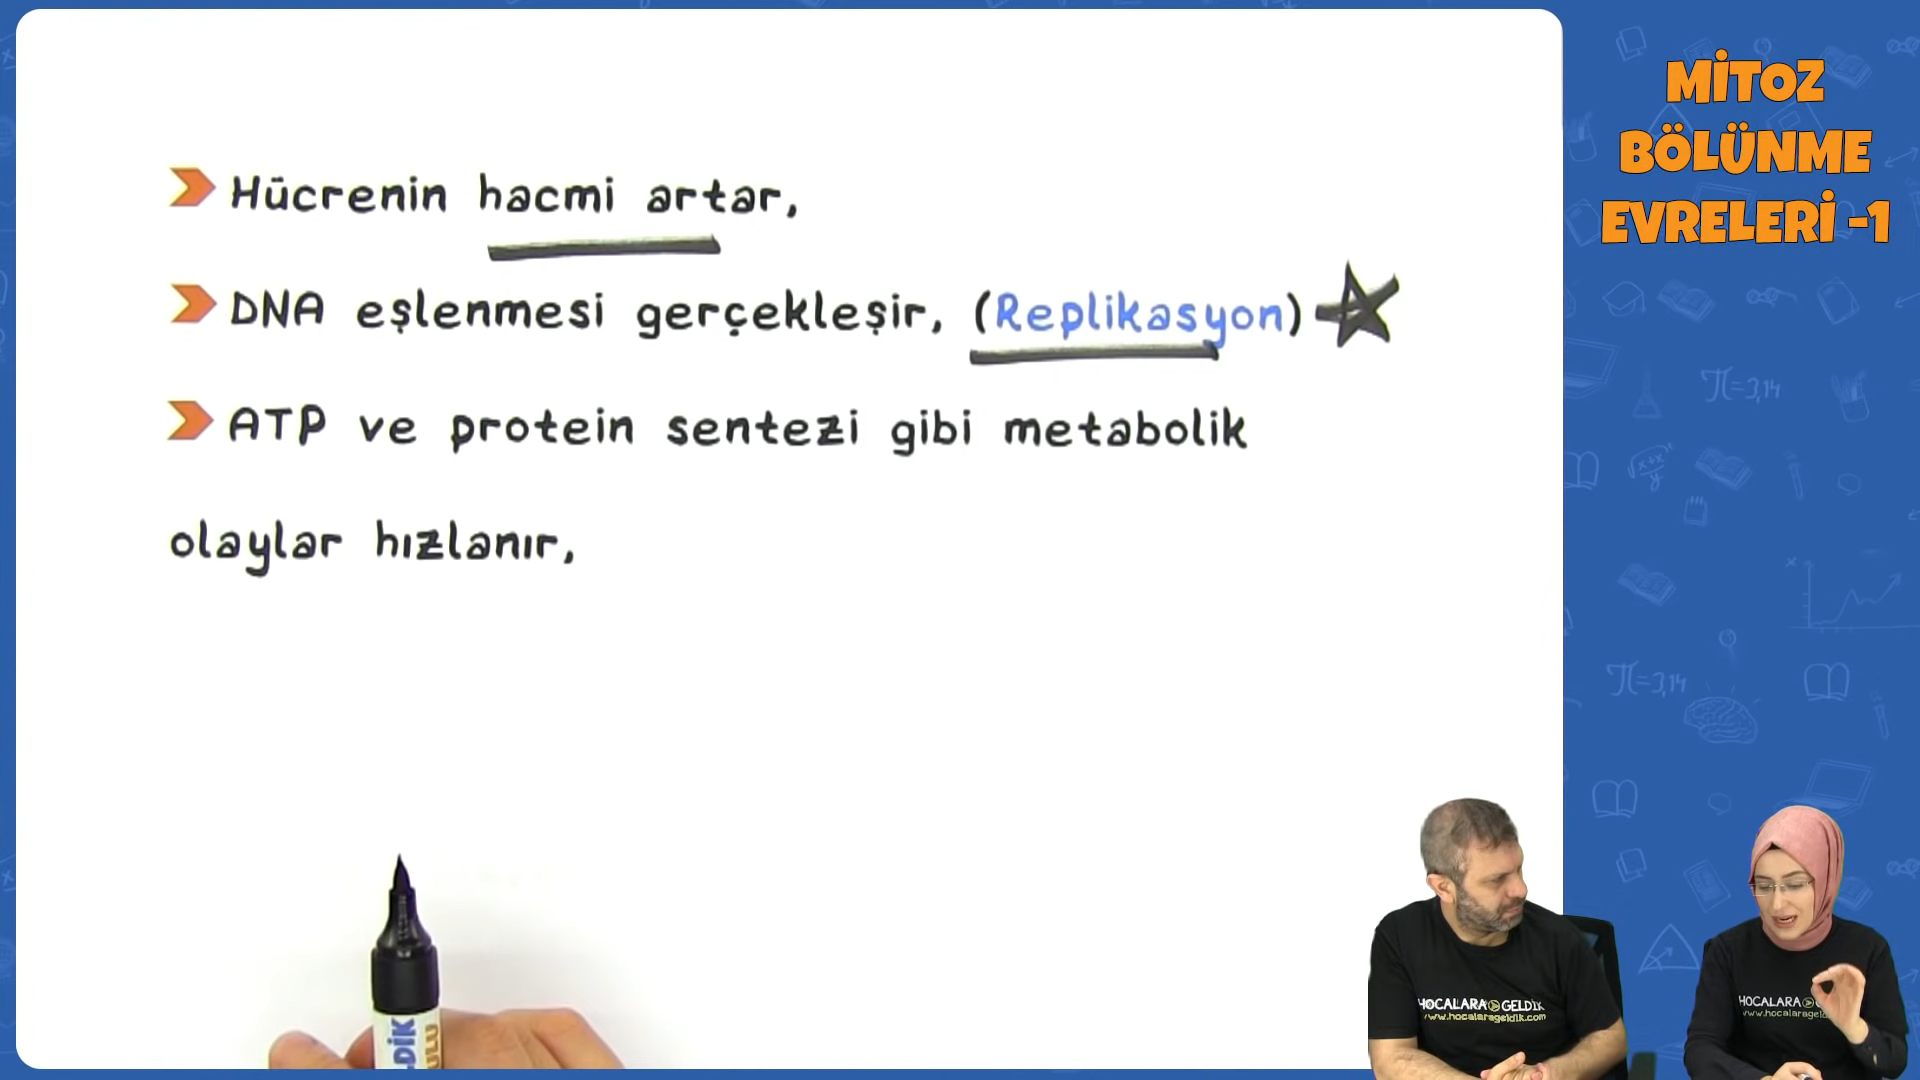 MİTOZ
BÖLÜNME
EVRELERİ -1
Hücrenin hacmi artar,
DNA eşlenmesi gerçekleşir, (Replikasyon)
ATP ve protein sentezi gibi metabolik
olaylar hızlanır,
π=3,14
π=3,14
HOCALARA GELDİK
www.hocalarageldik.com
HOCALARA